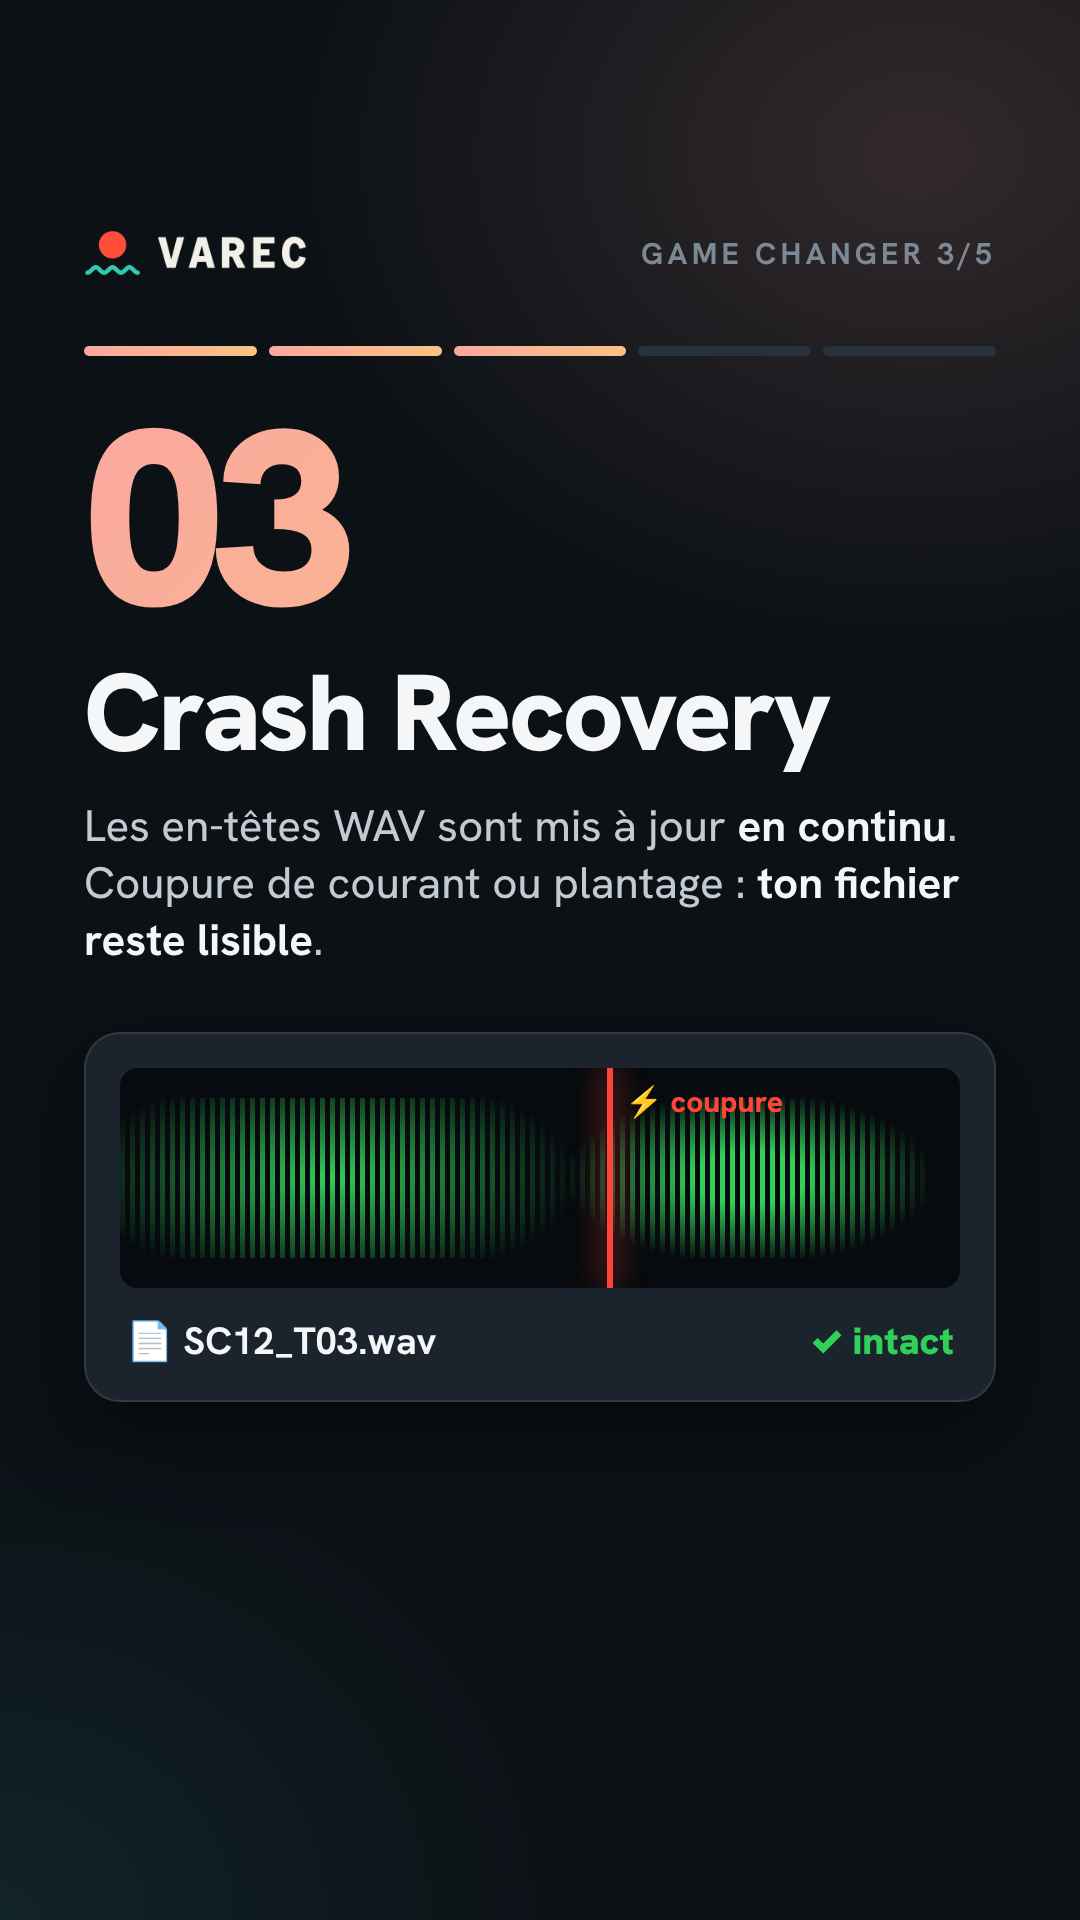 VAREC
GAME CHANGER 3/5
03
Crash Recovery
Les en-têtes WAV sont mis à jour en continu.
Coupure de courant ou plantage : ton fichier
reste lisible.
⚡ coupure
📄 SC12_T03.wav
✓ intact